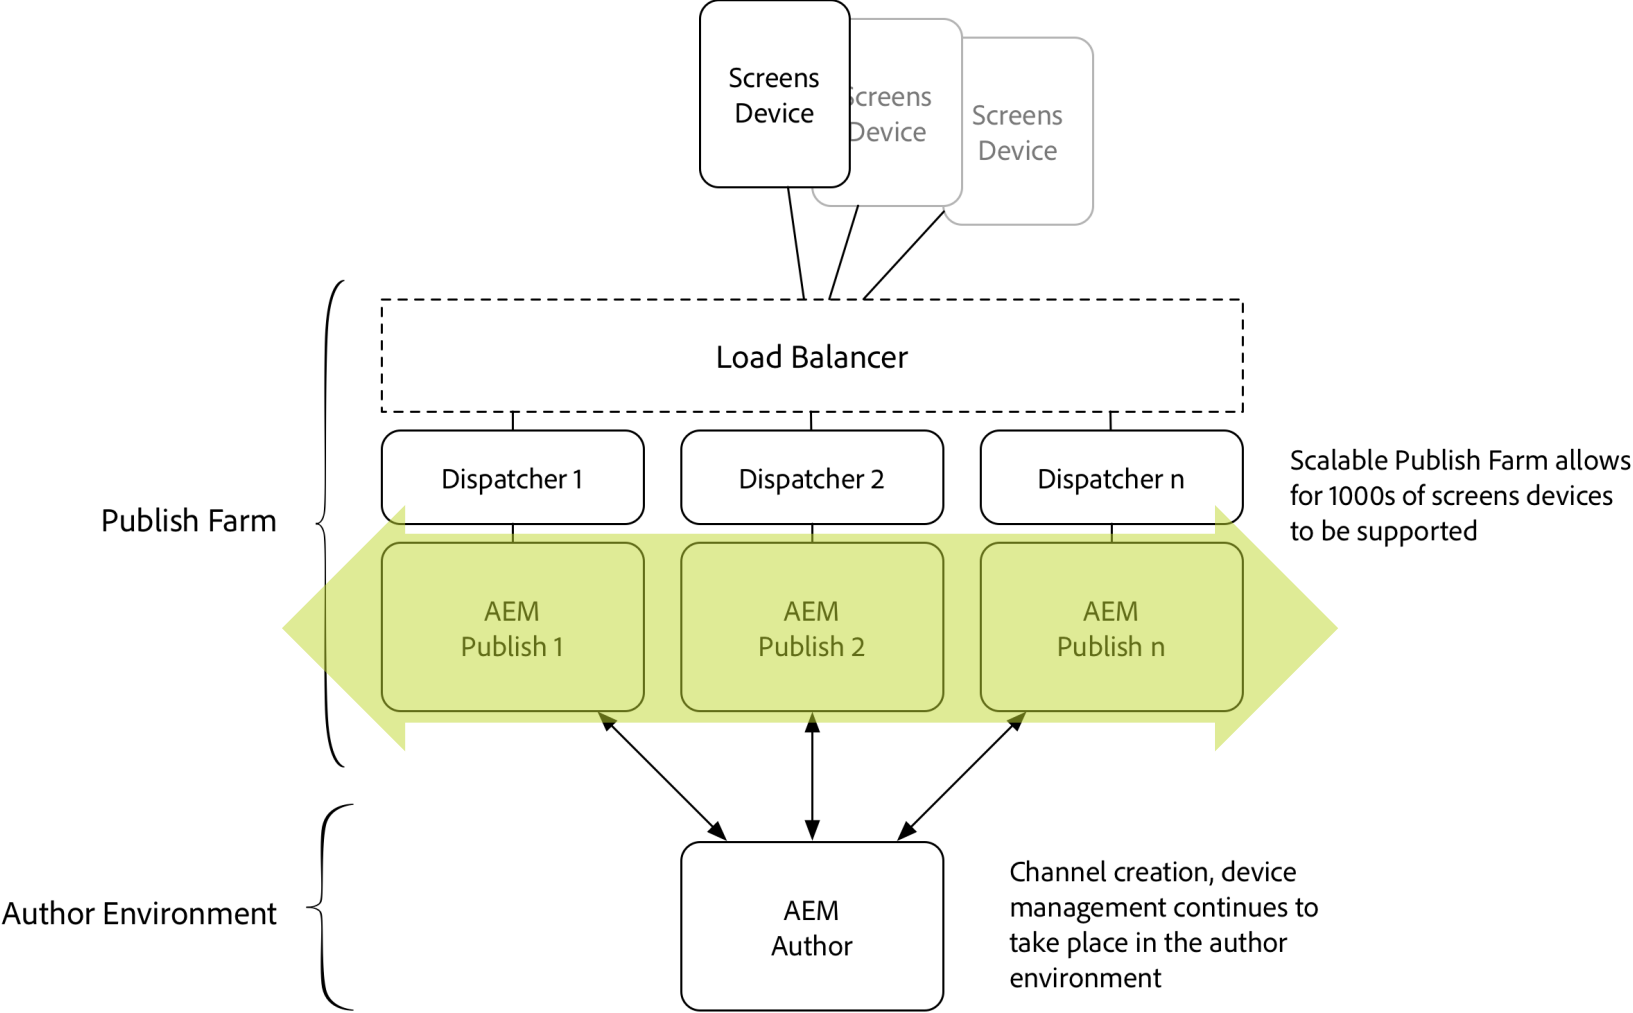 Screens
Device
Screens
Device
Screens
Device
Load Balancer
Dispatcher 1
Dispatcher 2
Dispatcher n
Scalable Publish Farm allows
for 1000s of screens devices
to be supported
Publish Farm
AEM
Publish 1
AEM
Publish 2
AEM
Publish n
Author Environment
AEM
Author
Channel creation, device
management continues to
take place in the author
environment